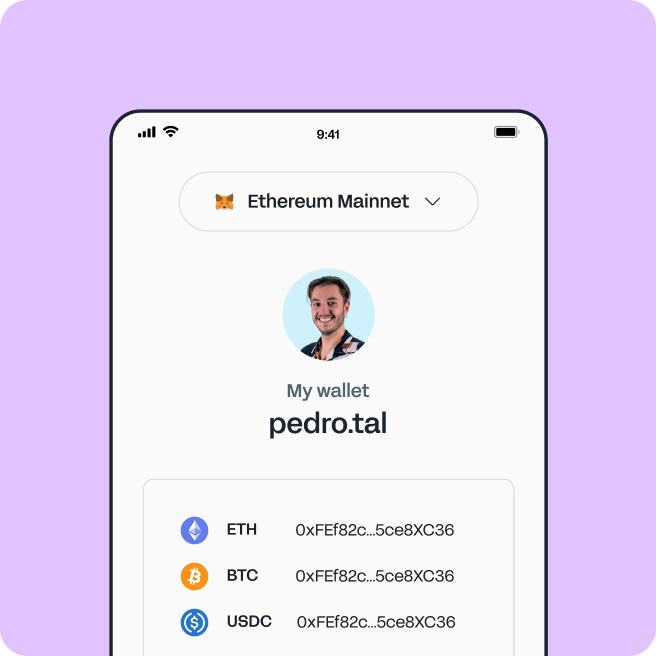 9:41
Ethereum Mainnet
My wallet
pedro.tal
ETH 0xFEf82c...5ce8XC36
BTC 0xFEf82c...5ce8XC36
USDC 0xFEf82c...5ce8XC36